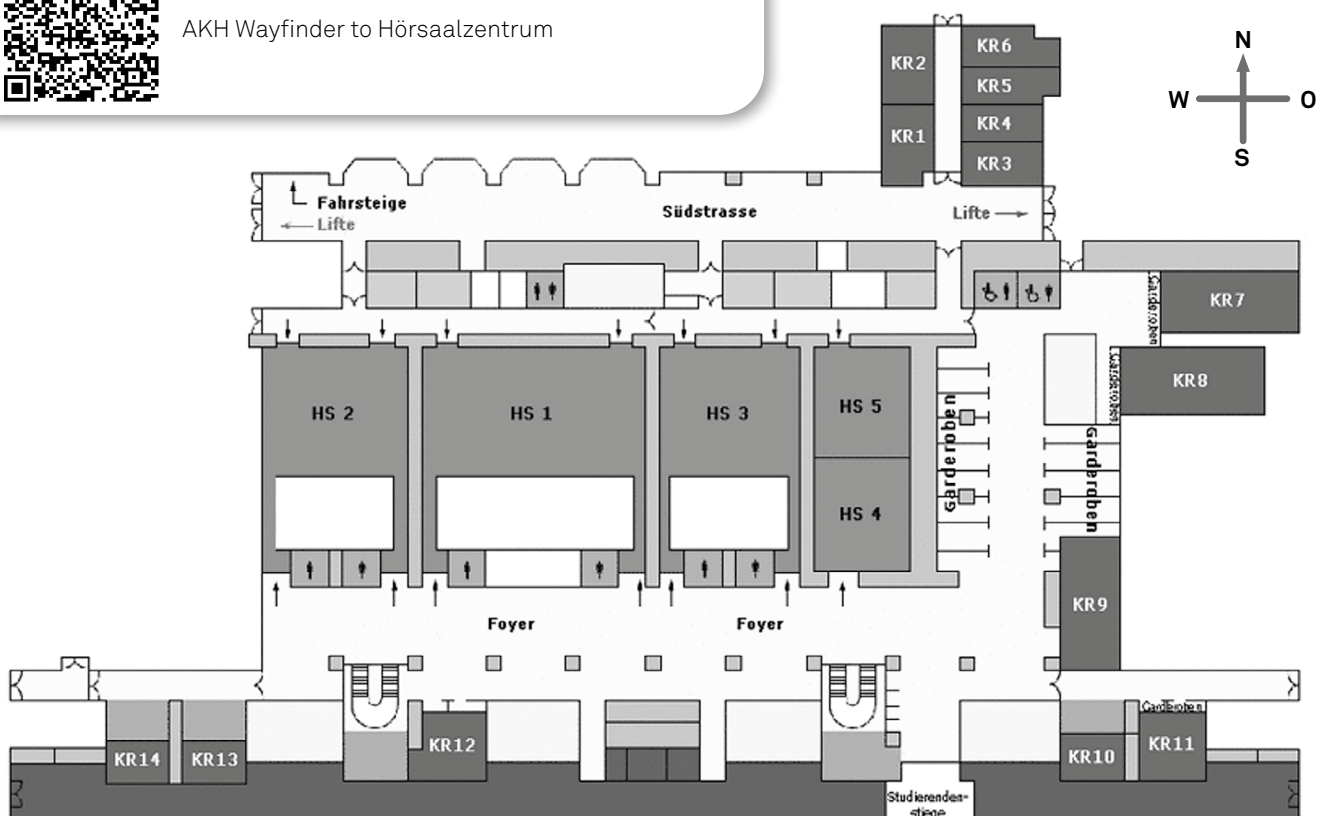 AKH Wayfinder to Hörsaalzentrum
N
W O
S
KR2
KR6
KR5
KR1
KR4
KR3
Fahrsteige
Lifte
Südstrasse
Lifte
KR7
Garderoben
KR8
Garderoben
HS 2
HS 1
HS 3
HS 5
HS 4
Garderoben
Garderoben
KR9
Foyer
Foyer
KR14
KR13
KR12
KR10
Garderoben
KR11
Studierenden-
stiege